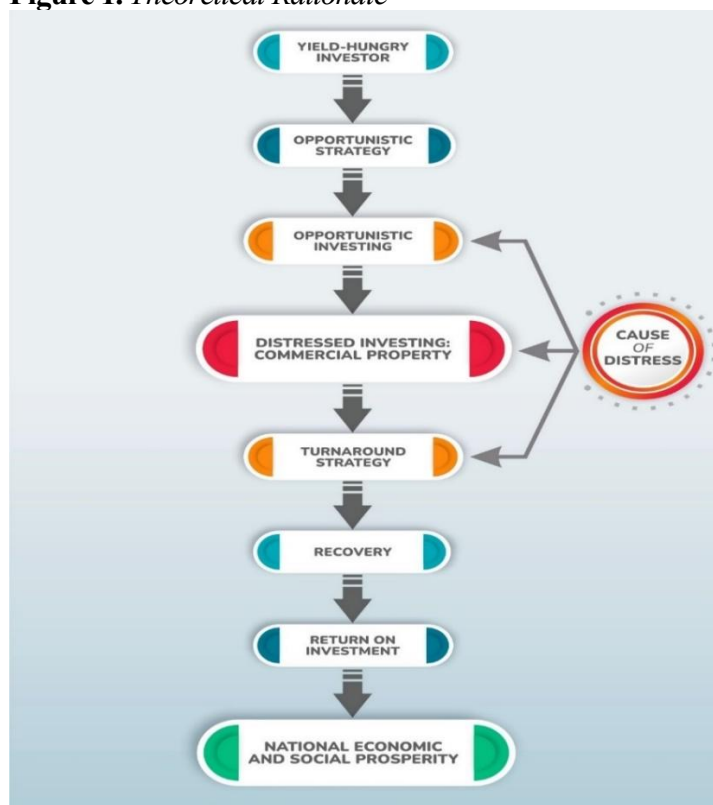 Figure 1. Theoretical Rationale
YIELD-HUNGRY
INVESTOR
OPPORTUNISTIC
STRATEGY
OPPORTUNISTIC
INVESTING
DISTRESSED INVESTING:
COMMERCIAL PROPERTY
CAUSE
OF
DISTRESS
TURNAROUND
STRATEGY
RECOVERY
RETURN ON
INVESTMENT
NATIONAL ECONOMIC
AND SOCIAL PROSPERITY